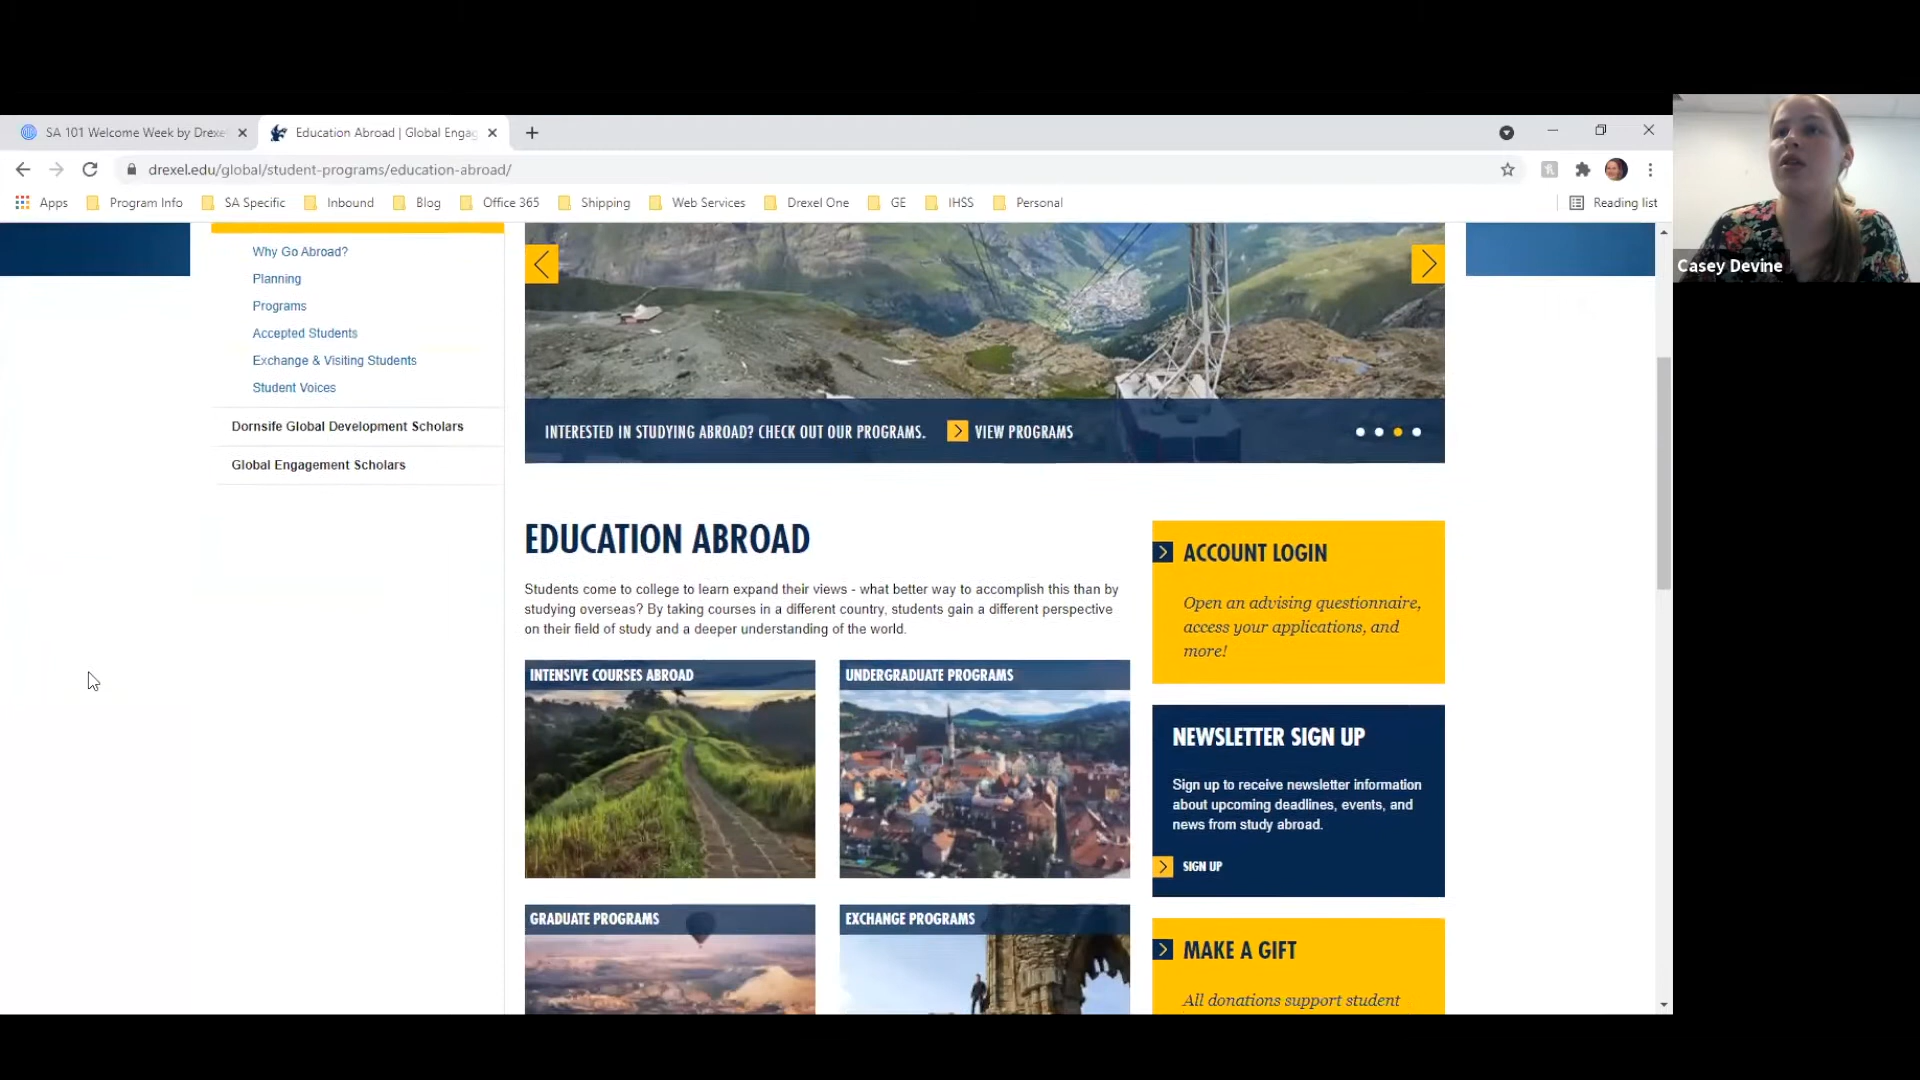 SA 101 Welcome Week by Drexe
Education Abroad | Global Engag
drexel.edu/global/student-programs/education-abroad/
Apps
Program Info
SA Specific
Inbound
Blog
Office 365
Shipping
Web Services
Drexel One
GE
IHSS
Personal
Reading list
Casey Devine
Why Go Abroad?
Planning
Programs
Accepted Students
Exchange & Visiting Students
Student Voices
Dornsife Global Development Scholars
Global Engagement Scholars
INTERESTED IN STUDYING ABROAD? CHECK OUT OUR PROGRAMS.
VIEW PROGRAMS
EDUCATION ABROAD
Students come to college to learn expand their views - what better way to accomplish this than by
studying overseas? By taking courses in a different country, students gain a different perspective
on their field of study and a deeper understanding of the world.
INTENSIVE COURSES ABROAD
UNDERGRADUATE PROGRAMS
GRADUATE PROGRAMS
EXCHANGE PROGRAMS
ACCOUNT LOGIN
Open an advising questionnaire,
access your applications, and
more!
NEWSLETTER SIGN UP
Sign up to receive newsletter information
about upcoming deadlines, events, and
news from study abroad.
SIGN UP
MAKE A GIFT
All donations support student